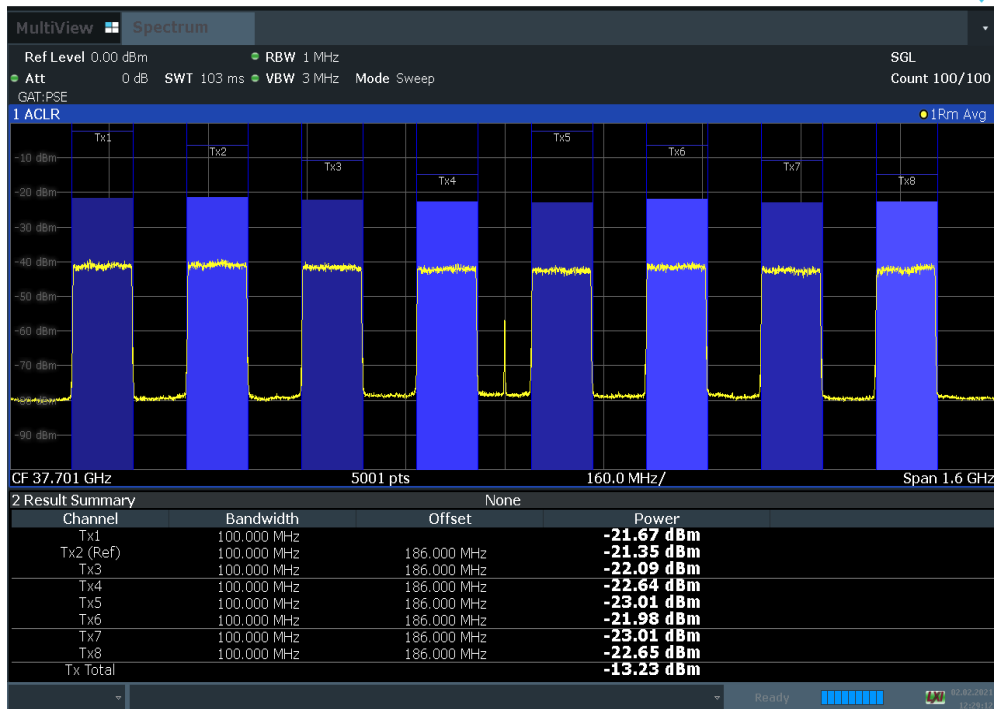 MultiView Spectrum
Ref Level 0.00 dBm RBW 1 MHz SGL
Att 0 dB SWT 103 ms VBW 3 MHz Mode Sweep Count 100/100
GAT:PSE
1 ACLR 1Rm Avg
Tx1 Tx5
Tx2 Tx6
Tx3 Tx7
Tx4 Tx8
-10 dBm
-20 dBm
-30 dBm
-40 dBm
-50 dBm
-60 dBm
-70 dBm
-80 dBm
-90 dBm
CF 37.701 GHz 5001 pts 160.0 MHz/ Span 1.6 GHz
2 Result Summary None
Channel Bandwidth Offset Power
Tx1 100.000 MHz -21.67 dBm
Tx2 (Ref) 100.000 MHz 186.000 MHz -21.35 dBm
Tx3 100.000 MHz 186.000 MHz -22.09 dBm
Tx4 100.000 MHz 186.000 MHz -22.64 dBm
Tx5 100.000 MHz 186.000 MHz -23.01 dBm
Tx6 100.000 MHz 186.000 MHz -21.98 dBm
Tx7 100.000 MHz 186.000 MHz -23.01 dBm
Tx8 100.000 MHz 186.000 MHz -22.65 dBm
Tx Total -13.23 dBm
Ready 02.02.2021
12:29:12